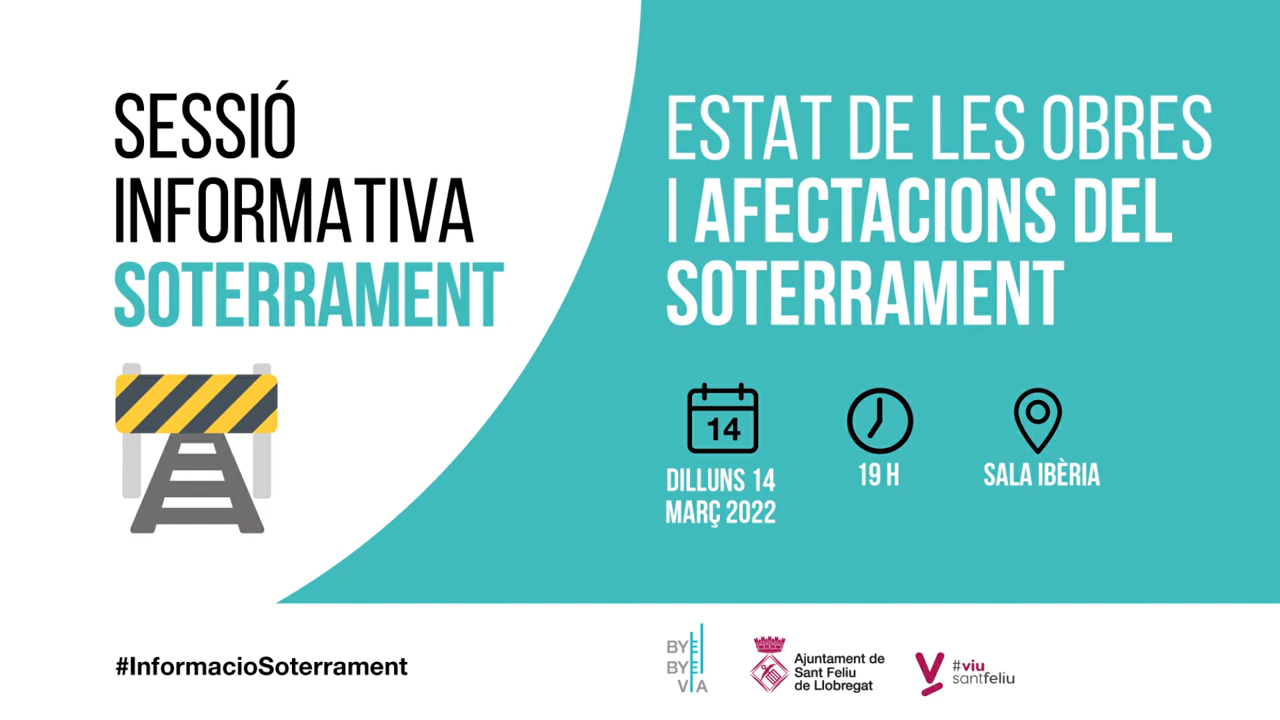 SESSIÓ
INFORMATIVA
SOTERRAMENT
ESTAT DE LES OBRES
I AFECTACIONS DEL
SOTERRAMENT
14
DILLUNS 14
MARÇ 2022
19 H
SALA IBÈRIA
#InformacioSoterrament
BYE
BYE
VIA
Ajuntament de
Sant Feliu
de Llobregat
#viu
santfeliu